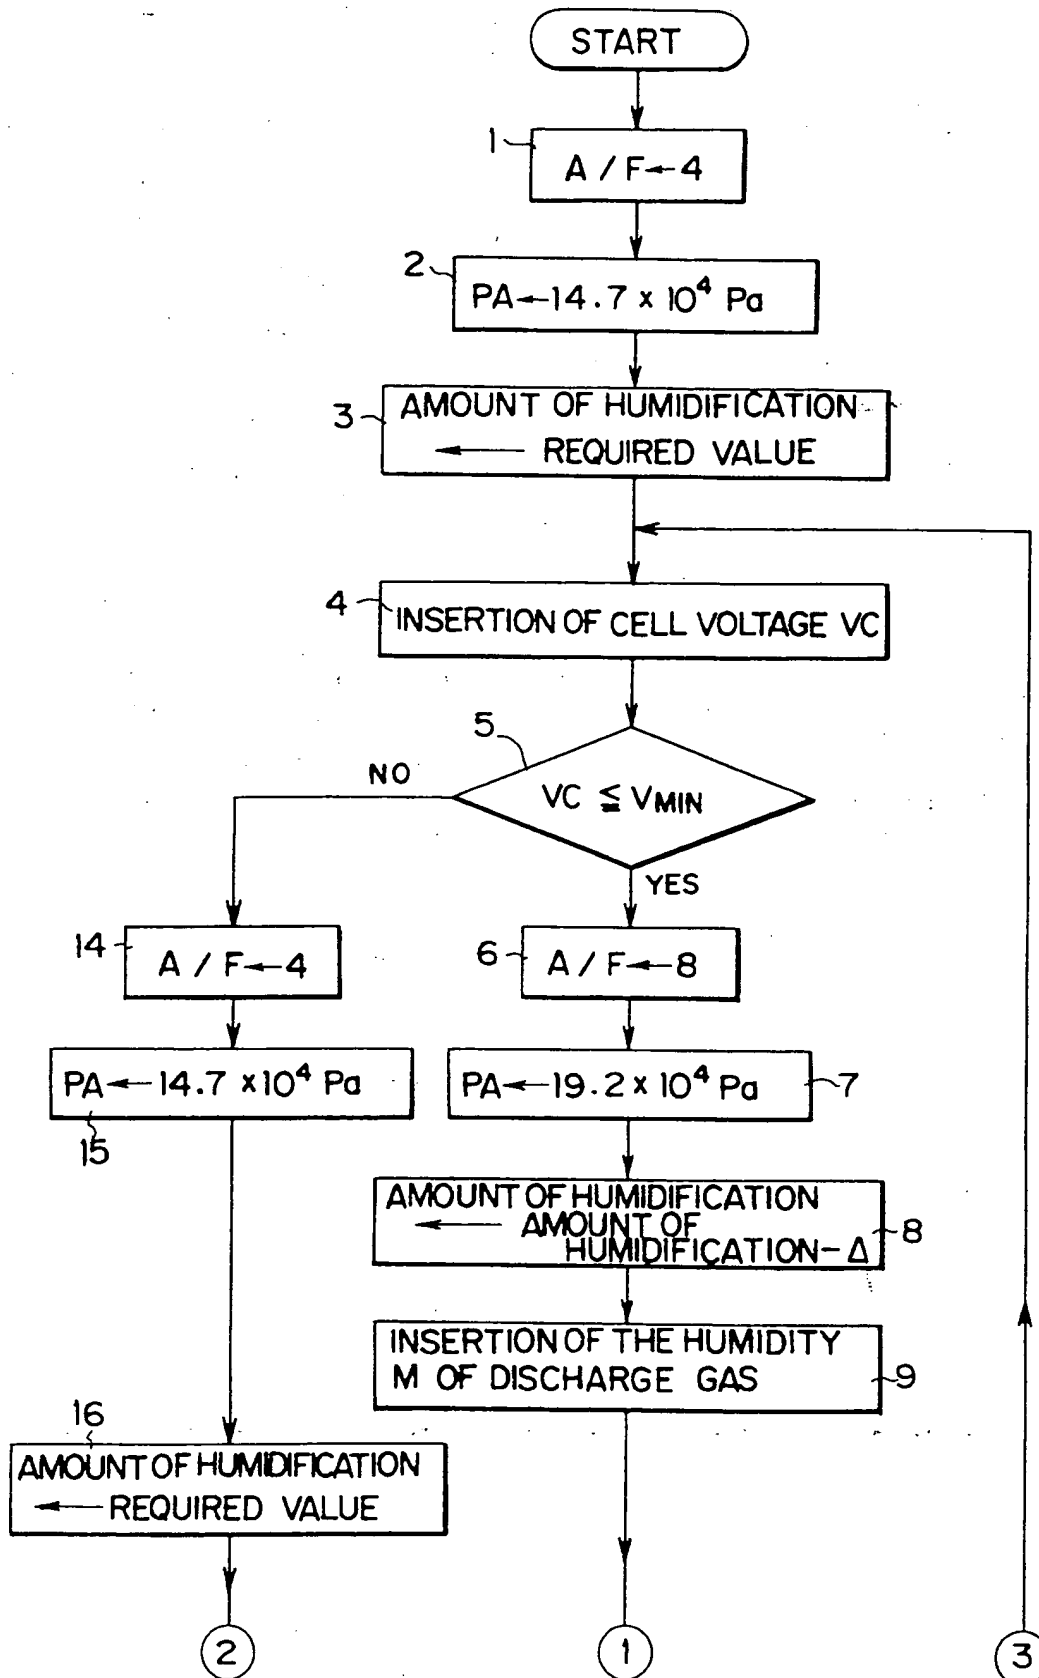 START
1
A / F←4
2
PA←14.7 × 10⁴ Pa
3
AMOUNT OF HUMIDIFICATION
← REQUIRED VALUE
4
INSERTION OF CELL VOLTAGE VC
5
NO
VC ≦ VMIN
YES
14
A / F←4
6
A / F←8
PA←14.7 ×10⁴ Pa
15
PA←19.2 × 10⁴ Pa
7
AMOUNT OF HUMIDIFICATION
← AMOUNT OF
HUMIDIFICATION-Δ
8
INSERTION OF THE HUMIDITY
M OF DISCHARGE GAS
9
16
AMOUNT OF HUMIDIFICATION
← REQUIRED VALUE
2
1
3